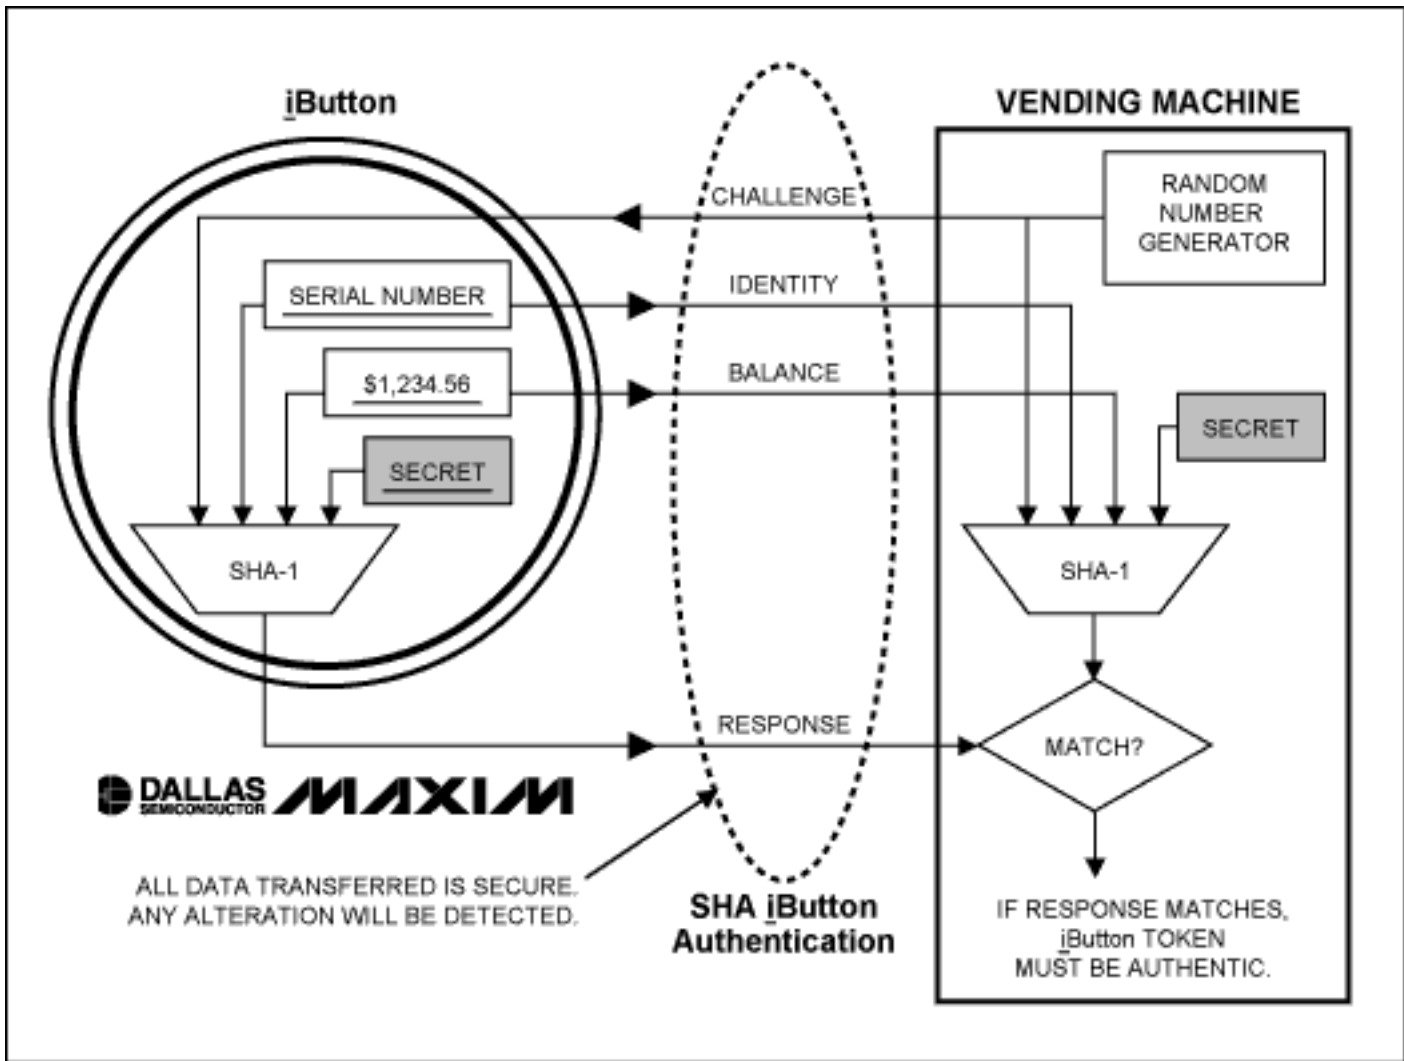 iButton
VENDING MACHINE
CHALLENGE
RANDOM
NUMBER
GENERATOR
SERIAL NUMBER
IDENTITY
$1,234.56
BALANCE
SECRET
SECRET
SHA-1
SHA-1
RESPONSE
MATCH?
DALLAS
SEMICONDUCTOR
MAXIM
ALL DATA TRANSFERRED IS SECURE.
ANY ALTERATION WILL BE DETECTED.
SHA iButton
Authentication
IF RESPONSE MATCHES,
iButton TOKEN
MUST BE AUTHENTIC.